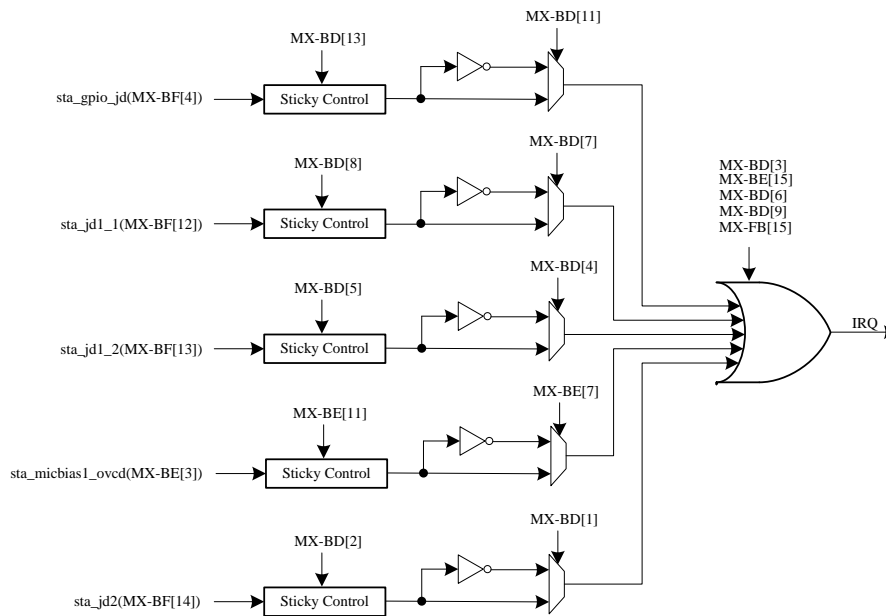 MX-BD[11]
MX-BD[13]
sta_gpio_jd(MX-BF[4])
Sticky Control
MX-BD[7]
MX-BD[8]
sta_jd1_1(MX-BF[12])
Sticky Control
MX-BD[3]
MX-BE[15]
MX-BD[6]
MX-BD[9]
MX-FB[15]
MX-BD[4]
MX-BD[5]
sta_jd1_2(MX-BF[13])
Sticky Control
IRQ
MX-BE[7]
MX-BE[11]
sta_micbias1_ovcd(MX-BE[3])
Sticky Control
MX-BD[1]
MX-BD[2]
sta_jd2(MX-BF[14])
Sticky Control